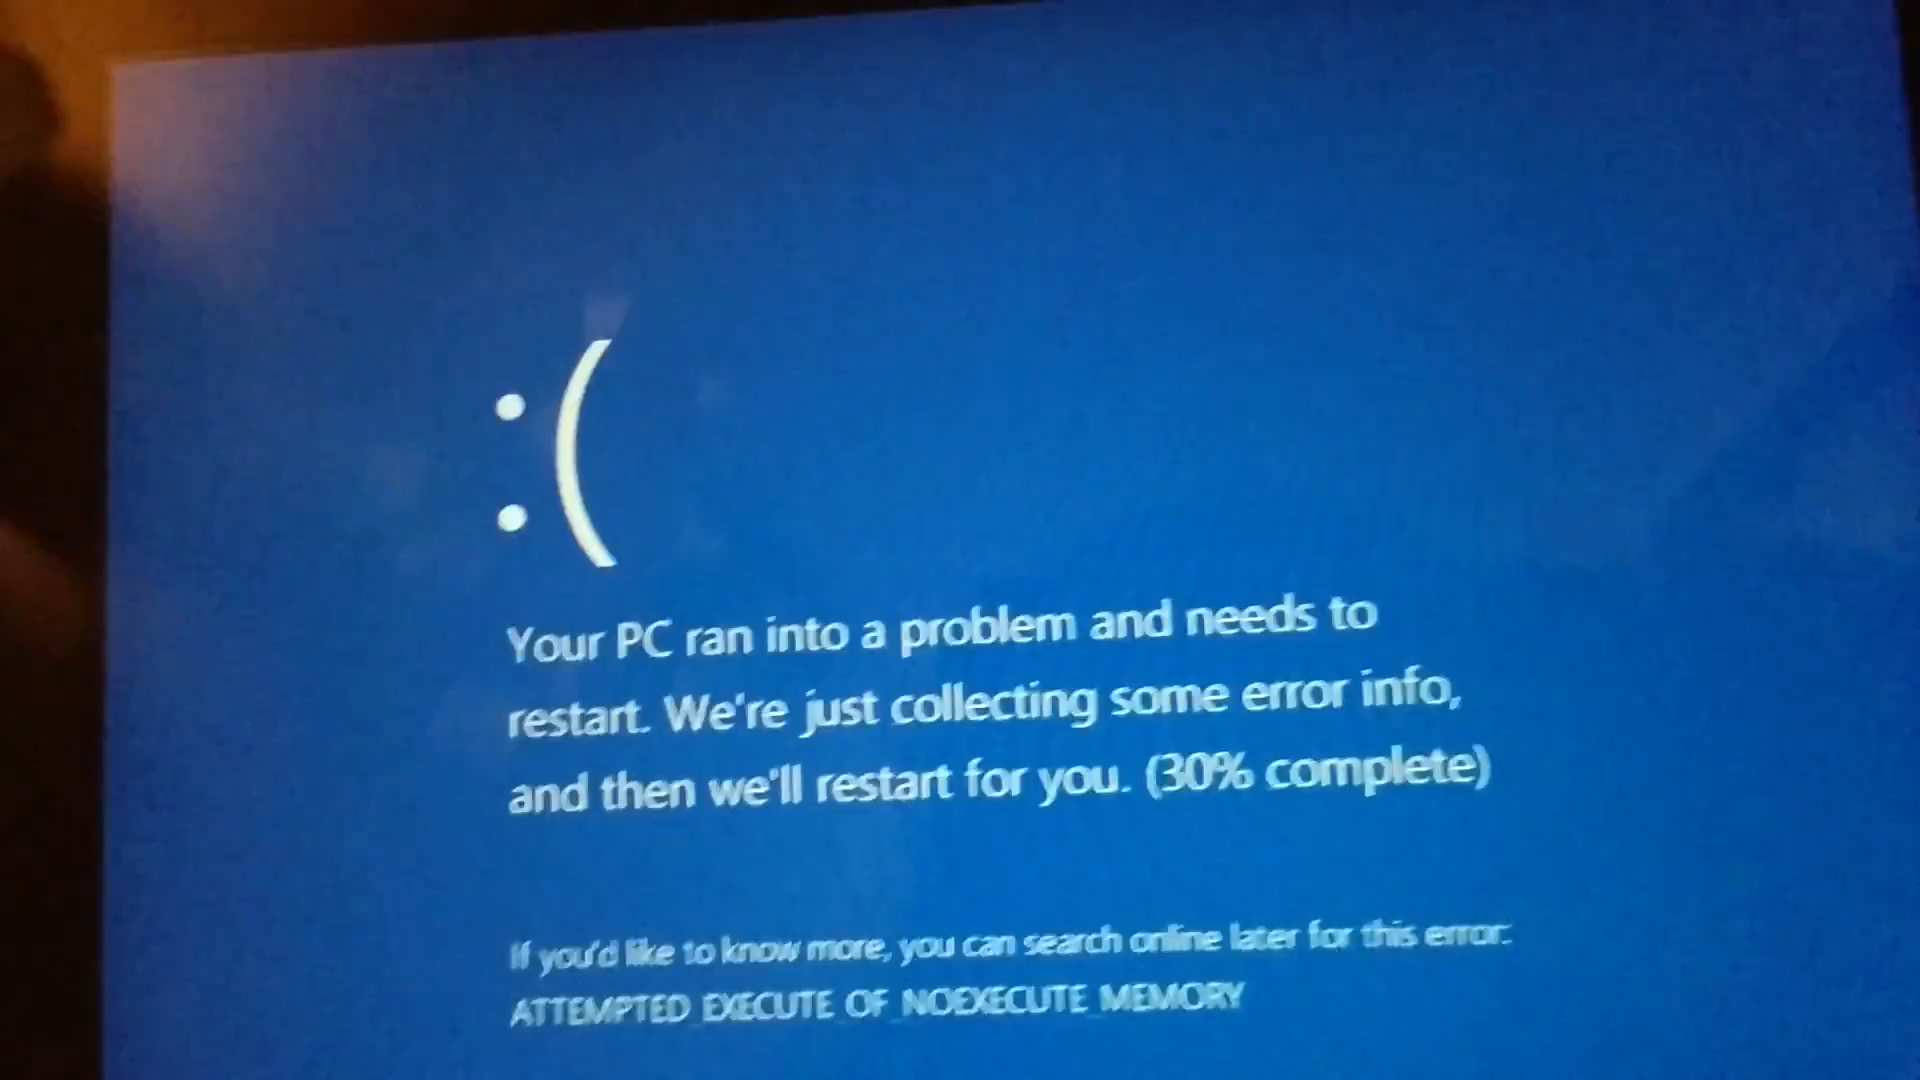 :(
Your PC ran into a problem and needs to
restart. We're just collecting some error info,
and then we'll restart for you. (30% complete)
If you'd like to know more, you can search online later for this error:
ATTEMPTED_EXECUTE_OF_NOEXECUTE_MEMORY